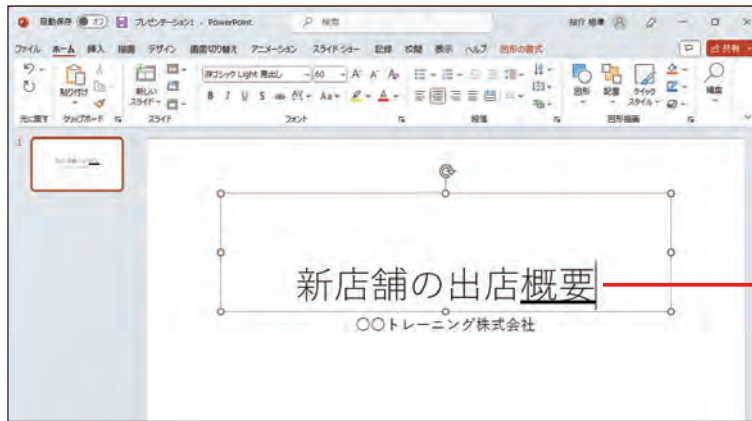 自動保存 オフ プレゼンテーション1 - PowerPoint 検索
ファイル ホーム 挿入 描画 デザイン 画面切り替え アニメーション スライド ショー 記録 校閲 表示 ヘルプ 図形の書式 共有
貼り付け 新しいスライド 游ゴシック Light 見出し 60 A A A 図形 配置 クイックスタイル 編集
B I U S ab AV Aa A
元に戻す クリップボード スライド フォント 段落 図形描画
1
新店舗の出店概要
〇〇トレーニング株式会社